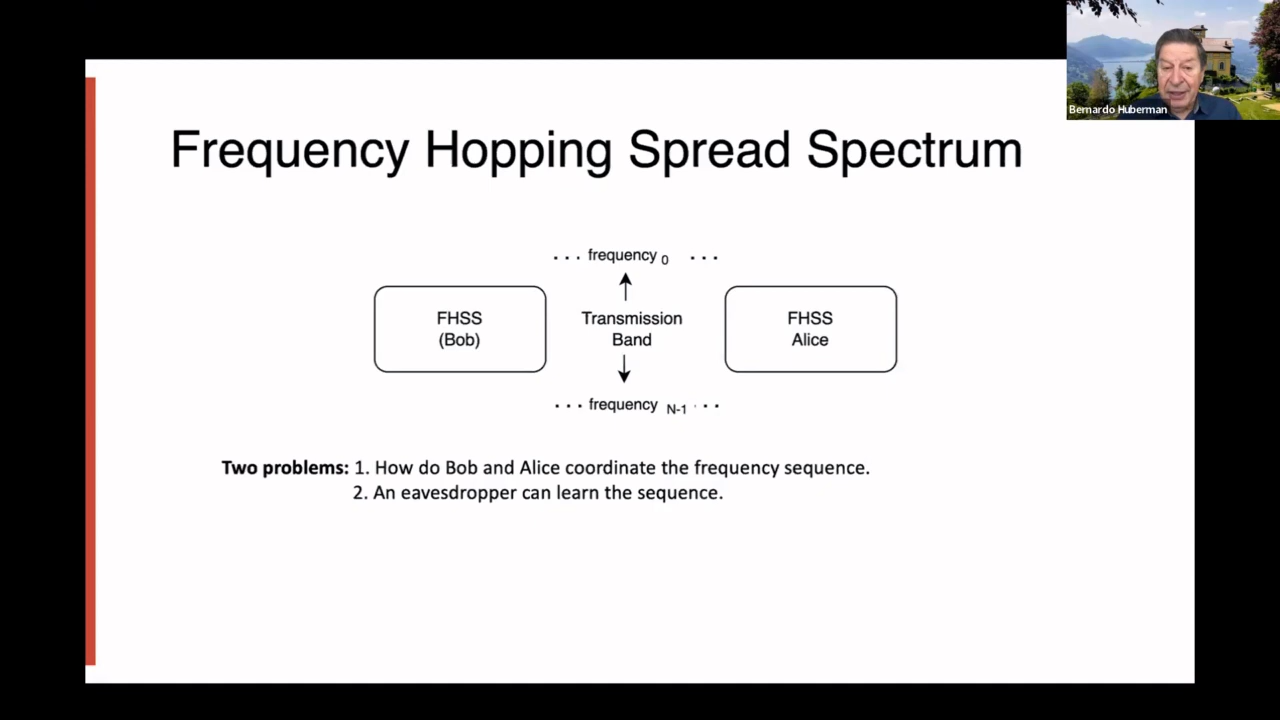 Bernardo Huberman
Frequency Hopping Spread Spectrum
. . . frequency 0 . . .
FHSS
(Bob)
Transmission
Band
FHSS
Alice
. . . frequency N-1 . . .
Two problems: 1. How do Bob and Alice coordinate the frequency sequence.
2. An eavesdropper can learn the sequence.